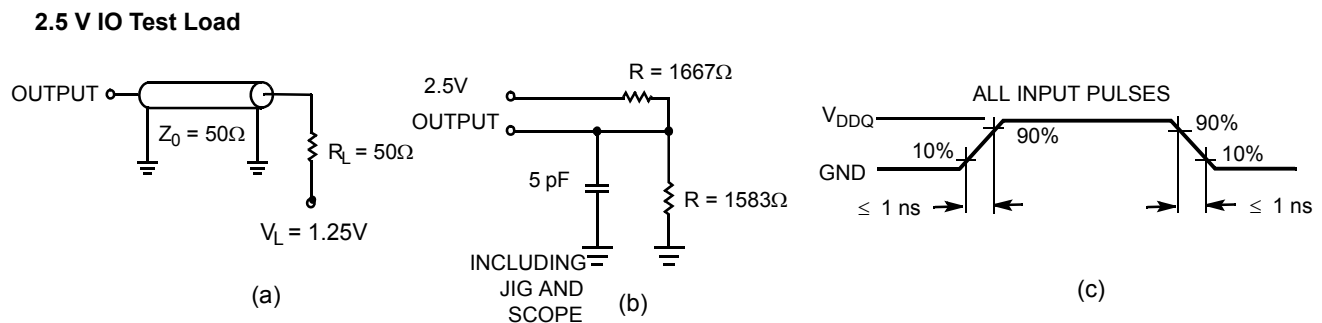 2.5 V IO Test Load
OUTPUT
Z0 = 50Ω
RL = 50Ω
VL = 1.25V
(a)
2.5V
OUTPUT
R = 1667Ω
5 pF
R = 1583Ω
INCLUDING
JIG AND
SCOPE
(b)
ALL INPUT PULSES
VDDQ
GND
10%
90%
90%
10%
≤ 1 ns
≤ 1 ns
(c)